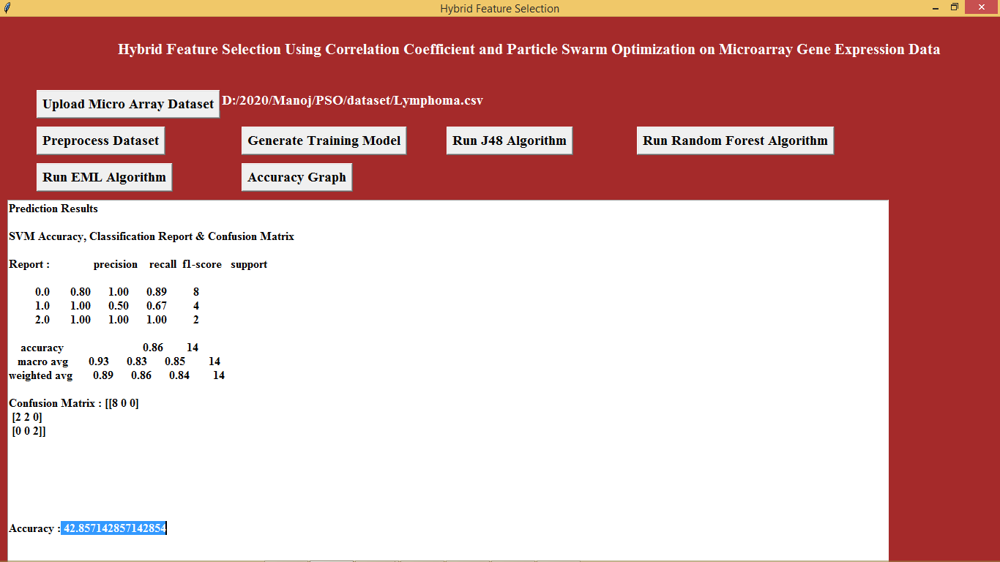 Hybrid Feature Selection
Hybrid Feature Selection Using Correlation Coefficient and Particle Swarm Optimization on Microarray Gene Expression Data
Upload Micro Array Dataset D:/2020/Manoj/PSO/dataset/Lymphoma.csv
Preprocess Dataset Generate Training Model Run J48 Algorithm Run Random Forest Algorithm
Run EML Algorithm Accuracy Graph
Prediction Results
SVM Accuracy, Classification Report & Confusion Matrix
Report : precision recall f1-score support
0.0 0.80 1.00 0.89 8
1.0 1.00 0.50 0.67 4
2.0 1.00 1.00 1.00 2
accuracy 0.86 14
macro avg 0.93 0.83 0.85 14
weighted avg 0.89 0.86 0.84 14
Confusion Matrix : [[8 0 0]
[2 2 0]
[0 0 2]]
Accuracy : 42.857142857142854